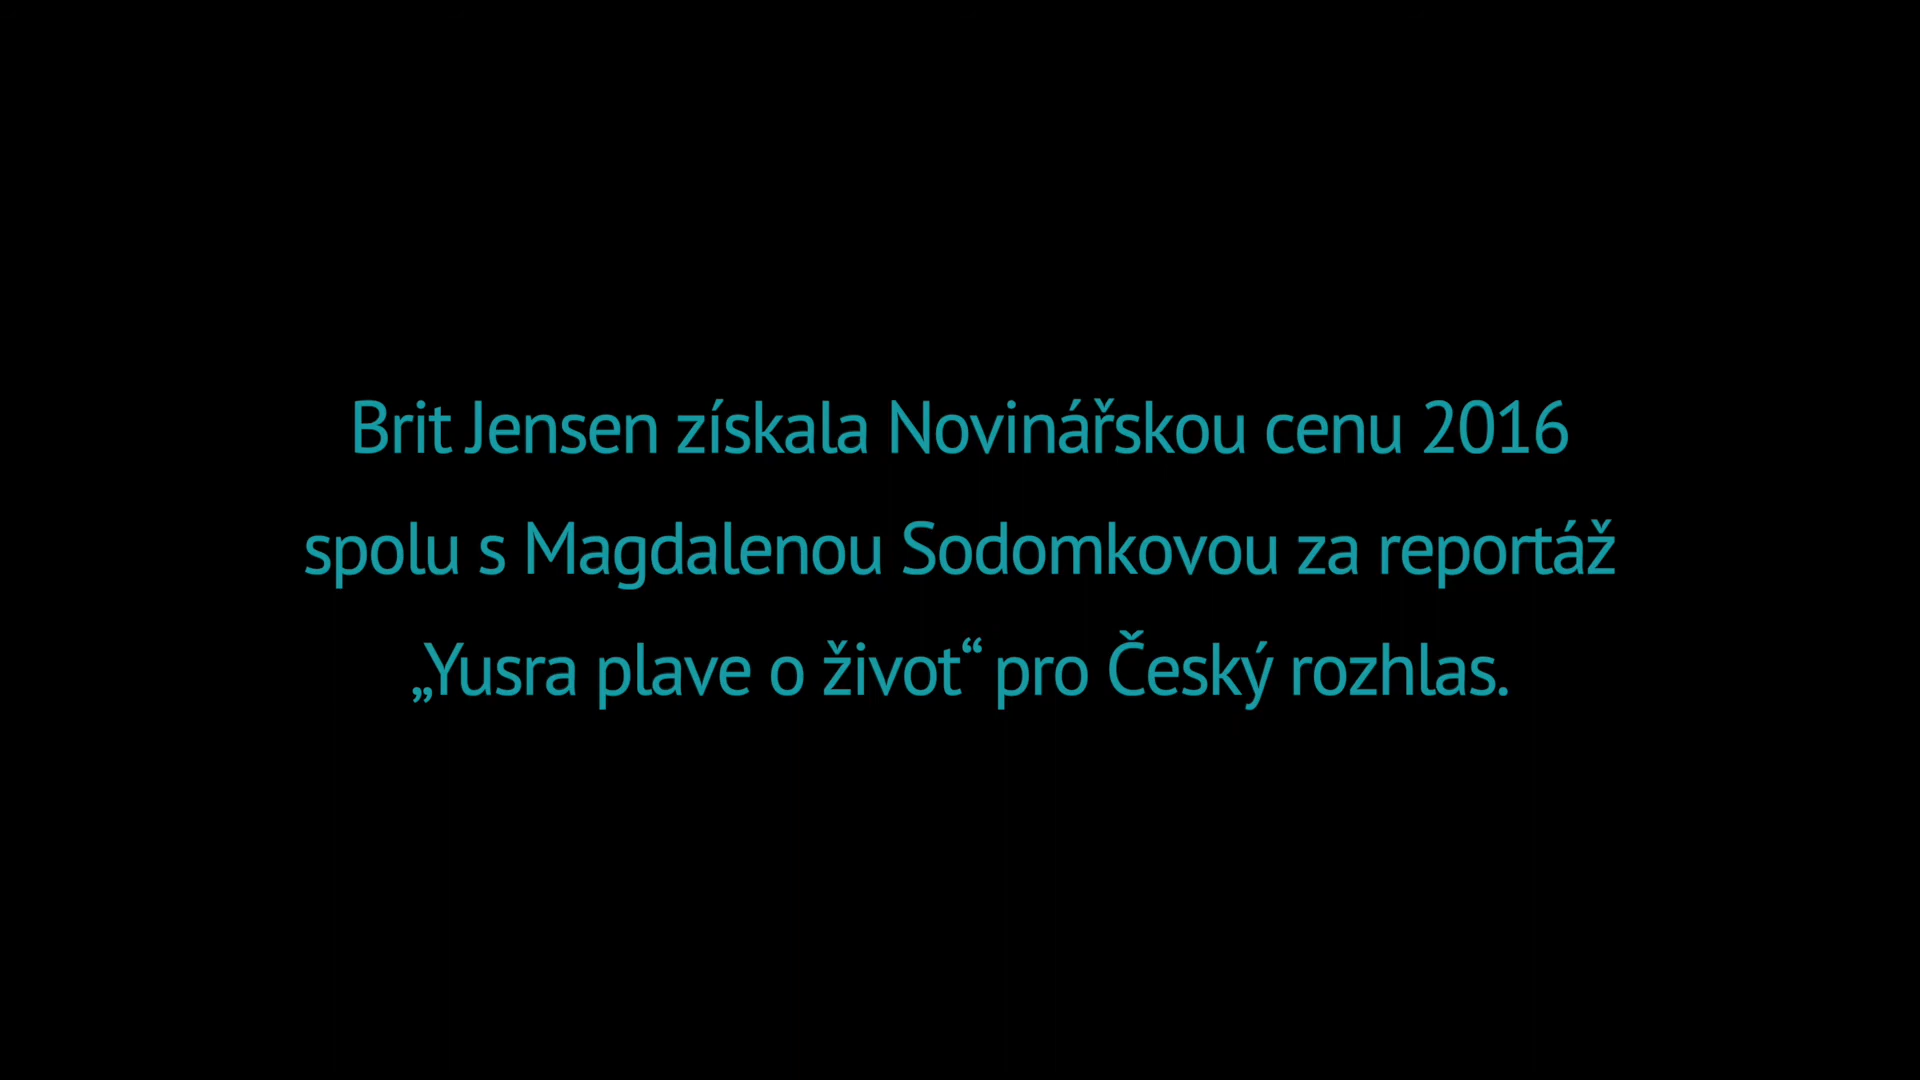 Brit Jensen získala Novinářskou cenu 2016
spolu s Magdalenou Sodomkovou za reportáž
„Yusra plave o život“ pro Český rozhlas.